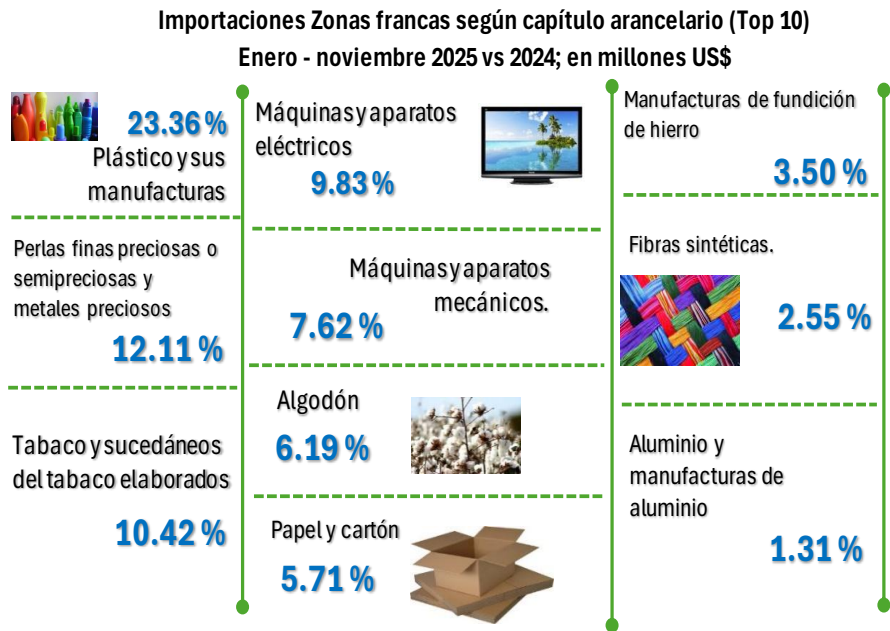 Importaciones Zonas francas según capítulo arancelario (Top 10)
Enero - noviembre 2025 vs 2024; en millones US$
23.36 %
Plástico y sus
manufacturas
Perlas finas preciosas o
semipreciosas y
metales preciosos
12.11 %
Tabaco y sucedáneos
del tabaco elaborados
10.42 %
Máquinas y aparatos
eléctricos
9.83 %
Máquinas y aparatos
mecánicos.
7.62 %
Algodón
6.19 %
Papel y cartón
5.71 %
Manufacturas de fundición
de hierro
3.50 %
Fibras sintéticas.
2.55 %
Aluminio y
manufacturas de
aluminio
1.31 %